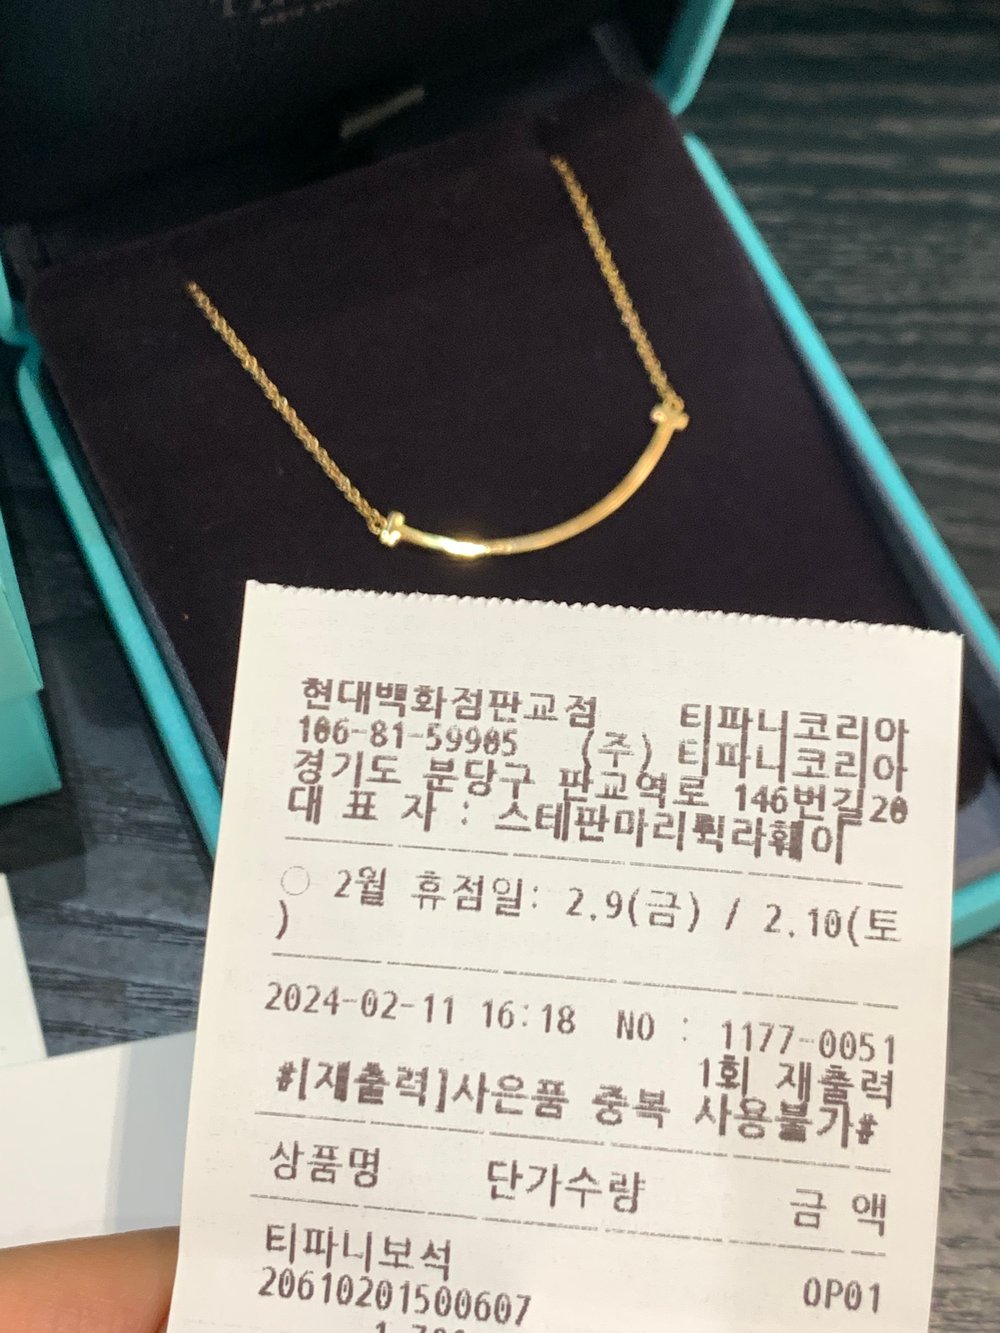 현대백화점판교점 티파니코리아
106-81-59905 (주) 티파니코리아
경기도 분당구 판교역로 146번길20
대 표 자 : 스테판마리뤽라훼이
○ 2월 휴점일: 2.9(금) / 2.10(토
)
2024-02-11 16:18 NO : 1177-0051
1회 재출력
#[재출력]사은품 중복 사용불가#
상품명 단가수량 금 액
티파니보석
20610201500607 OP01